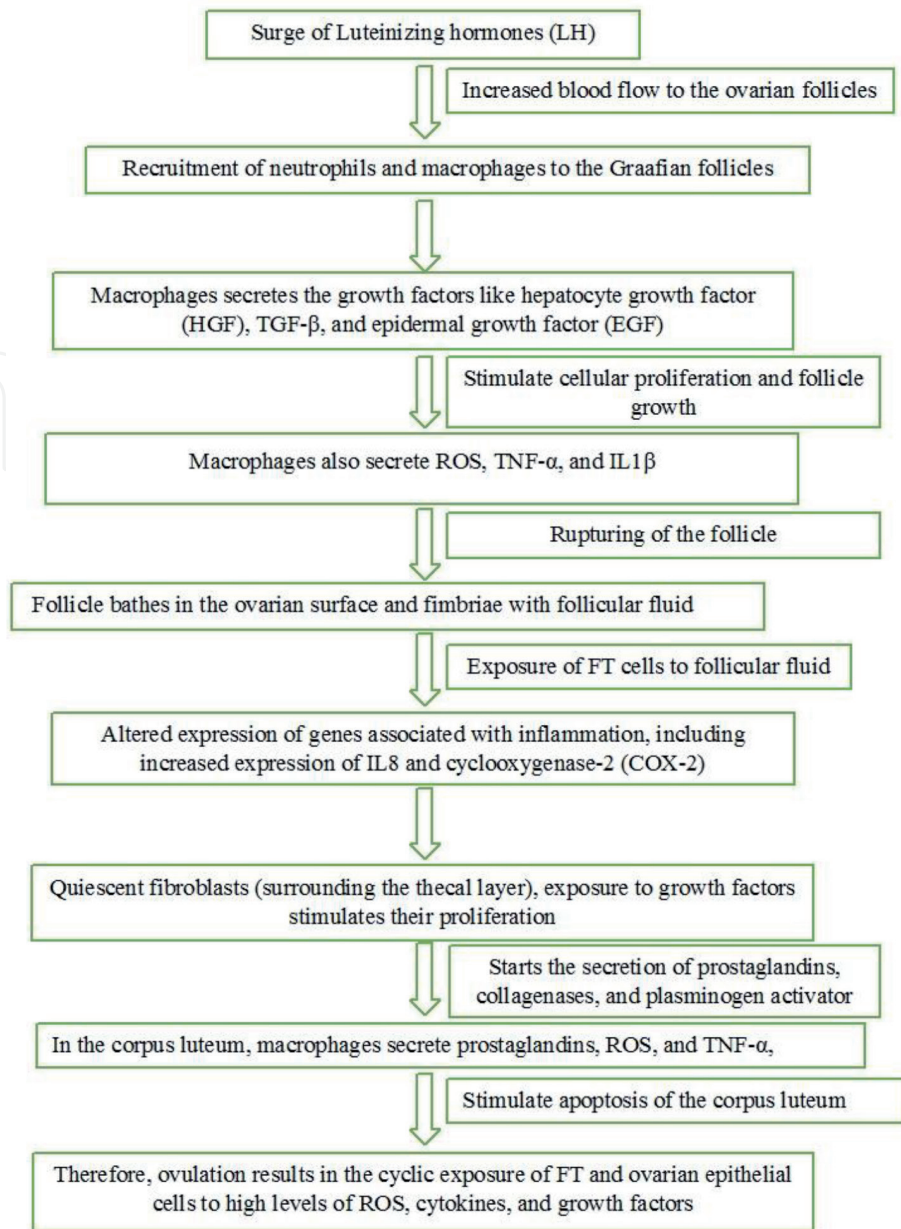 Surge of Luteinizing hormones (LH)
Increased blood flow to the ovarian follicles
Recruitment of neutrophils and macrophages to the Graafian follicles
Macrophages secretes the growth factors like hepatocyte growth factor
(HGF), TGF-β, and epidermal growth factor (EGF)
Stimulate cellular proliferation and follicle
growth
Macrophages also secrete ROS, TNF-α, and IL1β
Rupturing of the follicle
Follicle bathes in the ovarian surface and fimbriae with follicular fluid
Exposure of FT cells to follicular fluid
Altered expression of genes associated with inflammation, including
increased expression of IL8 and cyclooxygenase-2 (COX-2)
Quiescent fibroblasts (surrounding the thecal layer), exposure to growth factors
stimulates their proliferation
Starts the secretion of prostaglandins,
collagenases, and plasminogen activator
In the corpus luteum, macrophages secrete prostaglandins, ROS, and TNF-α,
Stimulate apoptosis of the corpus luteum
Therefore, ovulation results in the cyclic exposure of FT and ovarian epithelial
cells to high levels of ROS, cytokines, and growth factors